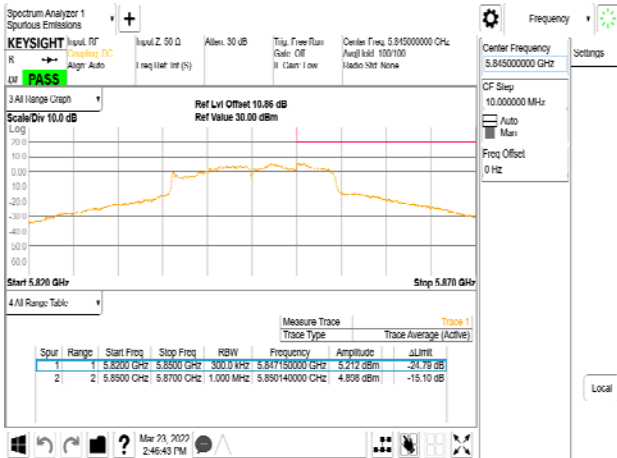 Spectrum Analyzer 1
Spurious Emissions
Frequency
Settings
KEYSIGHT
Input: RF
Coupling: DC
Align: Auto
Input Z: 50 Ω
Freq Ref: Int (S)
Atten: 30 dB
Trig: Free Run
Gate: Off
IF Gain: Low
Center Freq: 5.845000000 GHz
Avg|Hold: 100/100
Radio Std: None
PASS
Center Frequency
5.845000000 GHz
CF Step
10.000000 MHz
Auto
Man
Freq Offset
0 Hz
3 All Range Graph
Scale/Div 10.0 dB
Ref Lvl Offset 10.86 dB
Ref Value 30.00 dBm
Log
20.0
10.0
0.00
10.0
20.0
30.0
40.0
50.0
60.0
Start 5.820 GHz
Stop 5.870 GHz
4 All Range Table
Measure Trace Trace 1
Trace Type Trace Average (Active)
Spur Range Start Freq Stop Freq RBW Frequency Amplitude ΔLimit
1 1 5.8200 GHz 5.8500 GHz 300.0 kHz 5.847150000 GHz 5.212 dBm -24.79 dB
2 2 5.8500 GHz 5.8700 GHz 1.000 MHz 5.850140000 GHz 4.898 dBm -15.10 dB
Local
?
Mar 23, 2022
2:46:43 PM